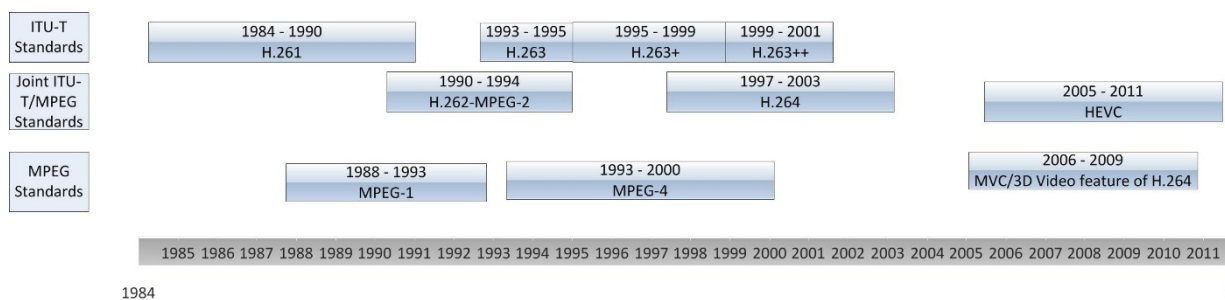 ITU-T
Standards
1984 - 1990
H.261
1993 - 1995
H.263
1995 - 1999
H.263+
1999 - 2001
H.263++
Joint ITU-
T/MPEG
Standards
1990 - 1994
H.262-MPEG-2
1997 - 2003
H.264
2005 - 2011
HEVC
MPEG
Standards
1988 - 1993
MPEG-1
1993 - 2000
MPEG-4
2006 - 2009
MVC/3D Video feature of H.264
1985 1986 1987 1988 1989 1990 1991 1992 1993 1994 1995 1996 1997 1998 1999 2000 2001 2002 2003 2004 2005 2006 2007 2008 2009 2010 2011
1984